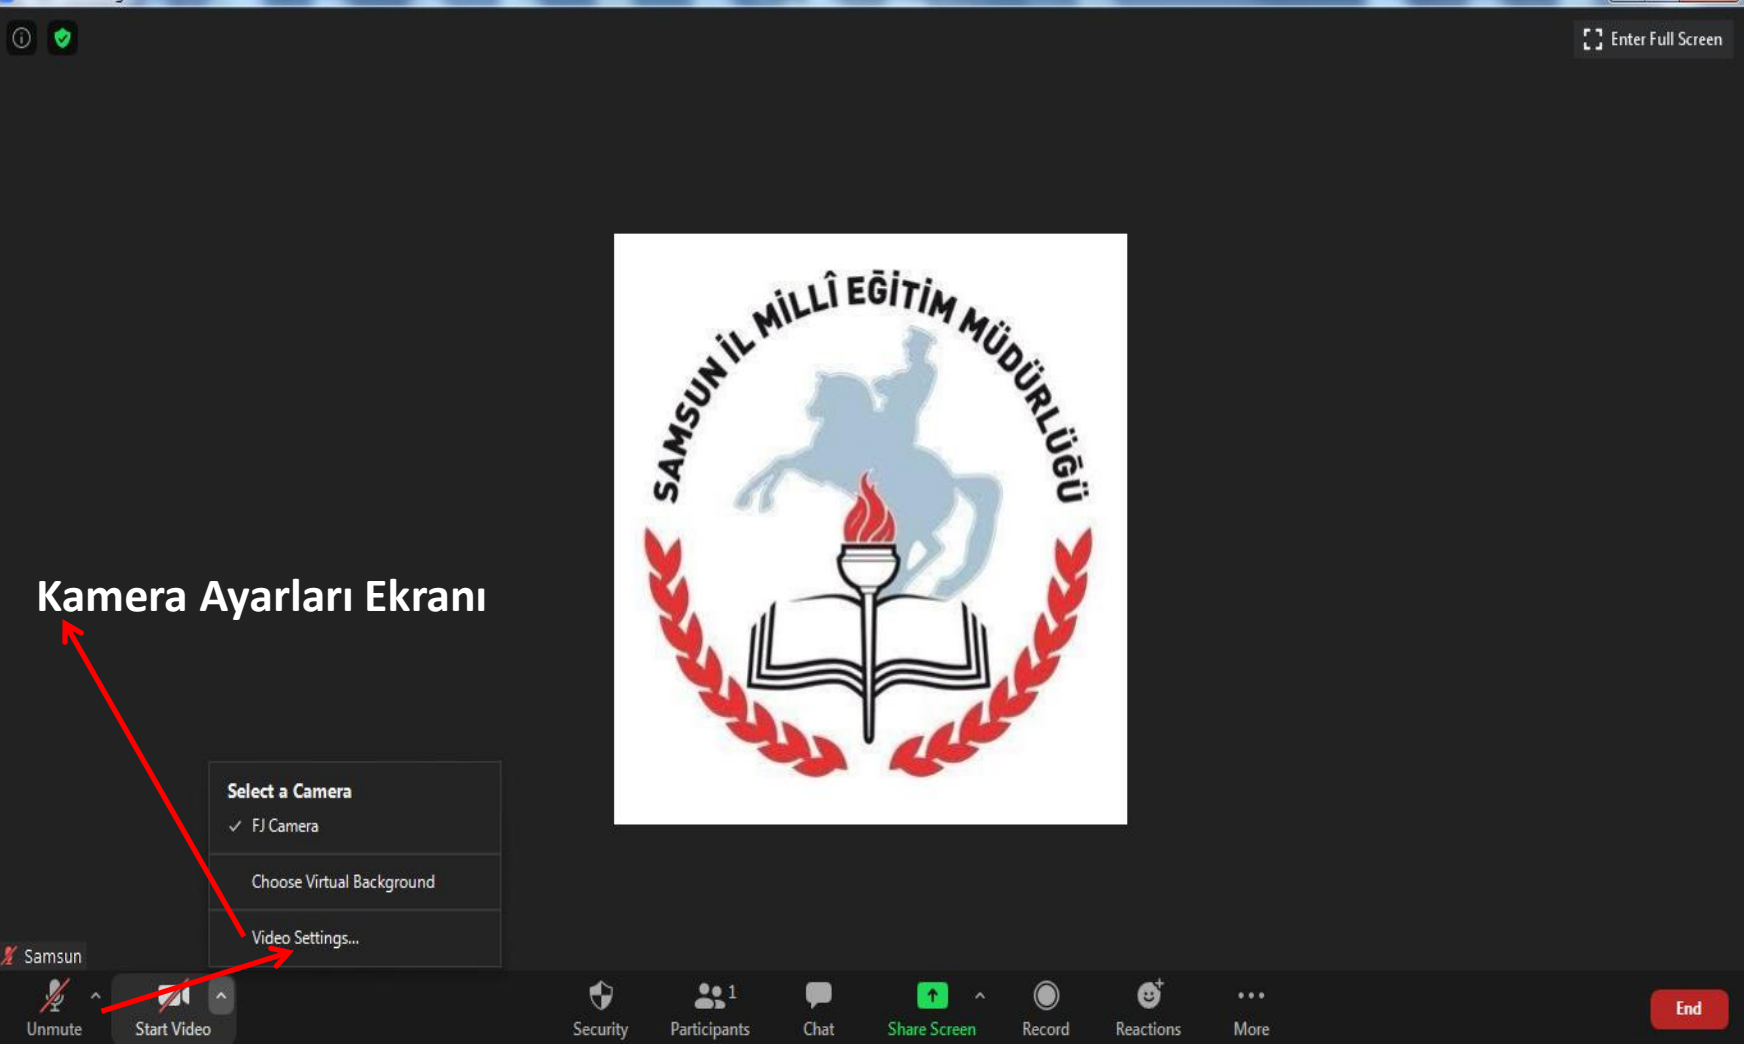 Enter Full Screen
SAMSUN İL MİLLÎ EĞİTİM MÜDÜRLÜĞÜ
Kamera Ayarları Ekranı
Select a Camera
FJ Camera
Choose Virtual Background
Video Settings...
Samsun
Unmute
Start Video
Security
1
Participants
Chat
Share Screen
Record
Reactions
More
End